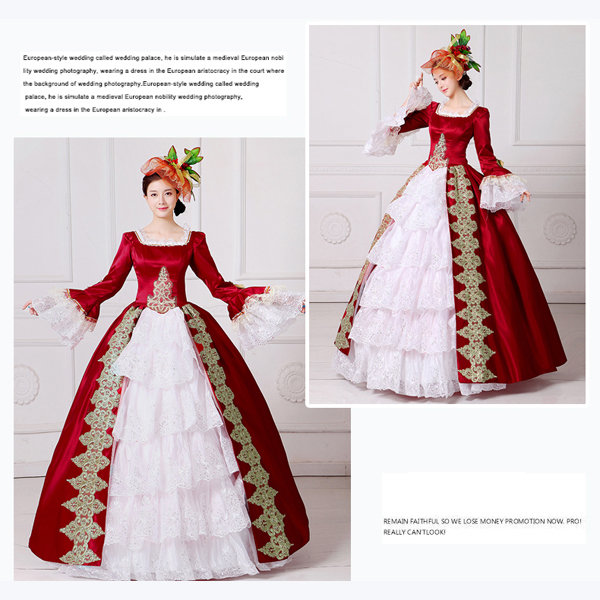 European-style wedding called wedding palace, he is simulate a medieval European nobi
lity wedding photography, wearing a dress in the European aristocracy in the court where
the background of wedding photography.European-style wedding called wedding
palace, he is simulate a medieval European nobility wedding photography,
wearing a dress in the European aristocracy in .
REMAIN FAITHFUL SO WE LOSE MONEY PROMOTION NOW. PRO!
REALLY CAN'TLOOK!